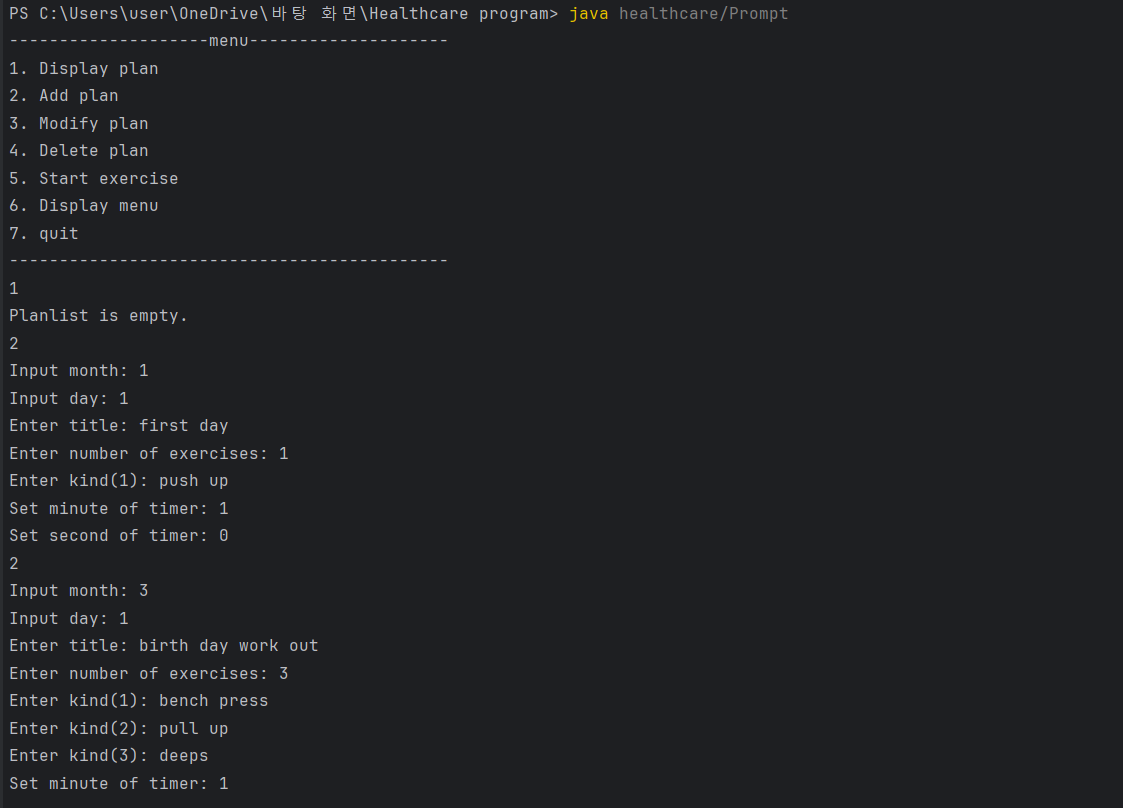 PS C:\Users\user\OneDrive\바탕 화면\Healthcare program> java healthcare/Prompt
--------------------menu--------------------
1. Display plan
2. Add plan
3. Modify plan
4. Delete plan
5. Start exercise
6. Display menu
7. quit
--------------------------------------------
1
Planlist is empty.
2
Input month: 1
Input day: 1
Enter title: first day
Enter number of exercises: 1
Enter kind(1): push up
Set minute of timer: 1
Set second of timer: 0
2
Input month: 3
Input day: 1
Enter title: birth day work out
Enter number of exercises: 3
Enter kind(1): bench press
Enter kind(2): pull up
Enter kind(3): deeps
Set minute of timer: 1